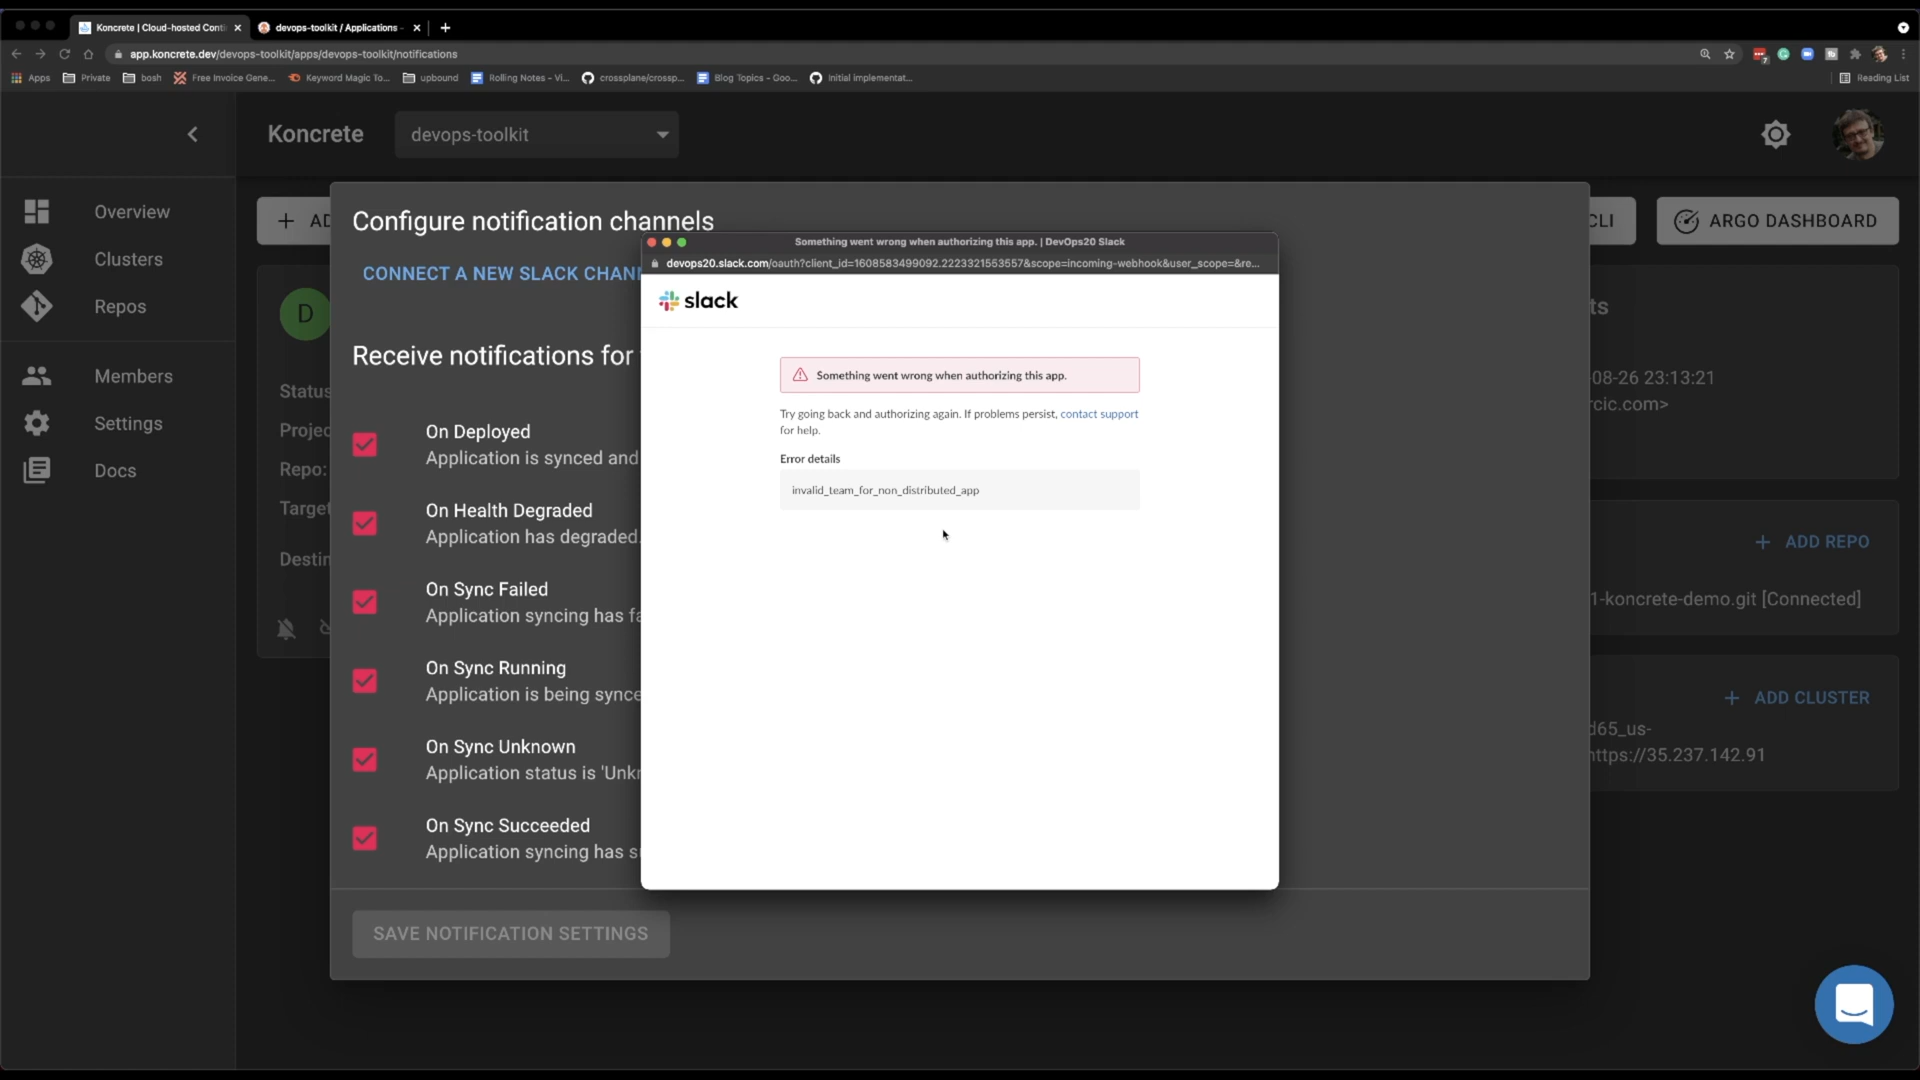 Koncrete | Cloud-hosted Conti
devops-toolkit / Applications -
app.koncrete.dev/devops-toolkit/apps/devops-toolkit/notifications
Apps
Private
bosh
Free Invoice Gene...
Keyword Magic To...
upbound
Rolling Notes – Vi...
crossplane/crossp...
Blog Topics – Goo...
Initial Implementat...
Reading List
Koncrete
devops-toolkit
Overview
Clusters
Repos
Members
Settings
Docs
AD
CLI
ARGO DASHBOARD
D
Status
Projec
Repo:
Target
Destin
Configure notification channels
CONNECT A NEW SLACK CHANN
Receive notifications for
On Deployed
Application is synced and
On Health Degraded
Application has degraded.
On Sync Failed
Application syncing has fa
On Sync Running
Application is being synce
On Sync Unknown
Application status is 'Unkn
On Sync Succeeded
Application syncing has s
SAVE NOTIFICATION SETTINGS
Something went wrong when authorizing this app. | DevOps20 Slack
devops20.slack.com/oauth?client_id=1608583499092.2223321563557&scope=incoming-webhook&user_scope=&re...
slack
Something went wrong when authorizing this app.
Try going back and authorizing again. If problems persist, contact support
for help.
Error details
invalid_team_for_non_distributed_app
ts
08-26 23:13:21
rcic.com>
ADD REPO
1-koncrete-demo.git [Connected]
ADD CLUSTER
d65_us-
https://35.237.142.91